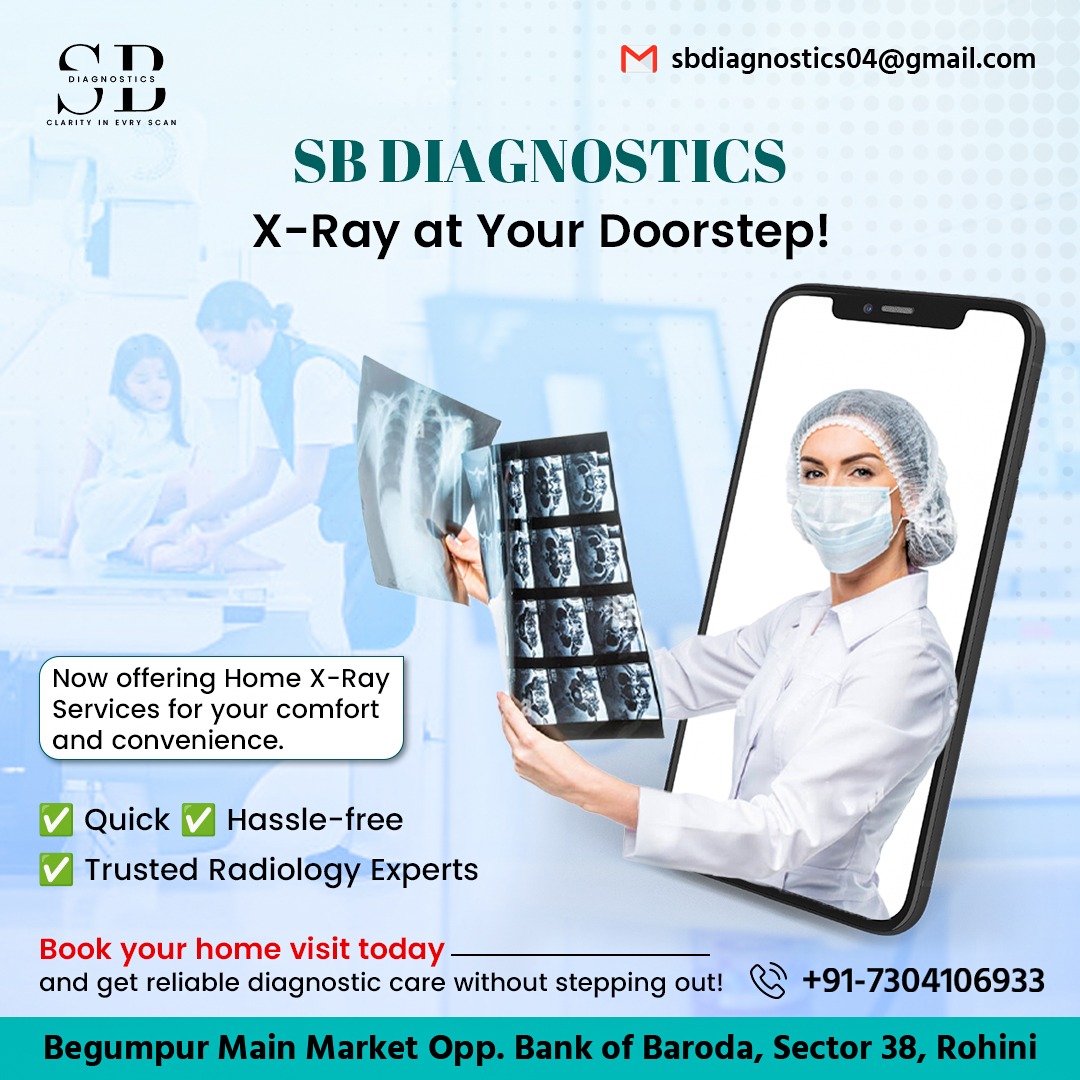 SB
DIAGNOSTICS
CLARITY IN EVRY SCAN
sbdiagnostics04@gmail.com
SB DIAGNOSTICS
X-Ray at Your Doorstep!
Now offering Home X-Ray
Services for your comfort
and convenience.
✅ Quick ✅ Hassle-free
✅ Trusted Radiology Experts
Book your home visit today
and get reliable diagnostic care without stepping out!
+91-7304106933
Begumpur Main Market Opp. Bank of Baroda, Sector 38, Rohini